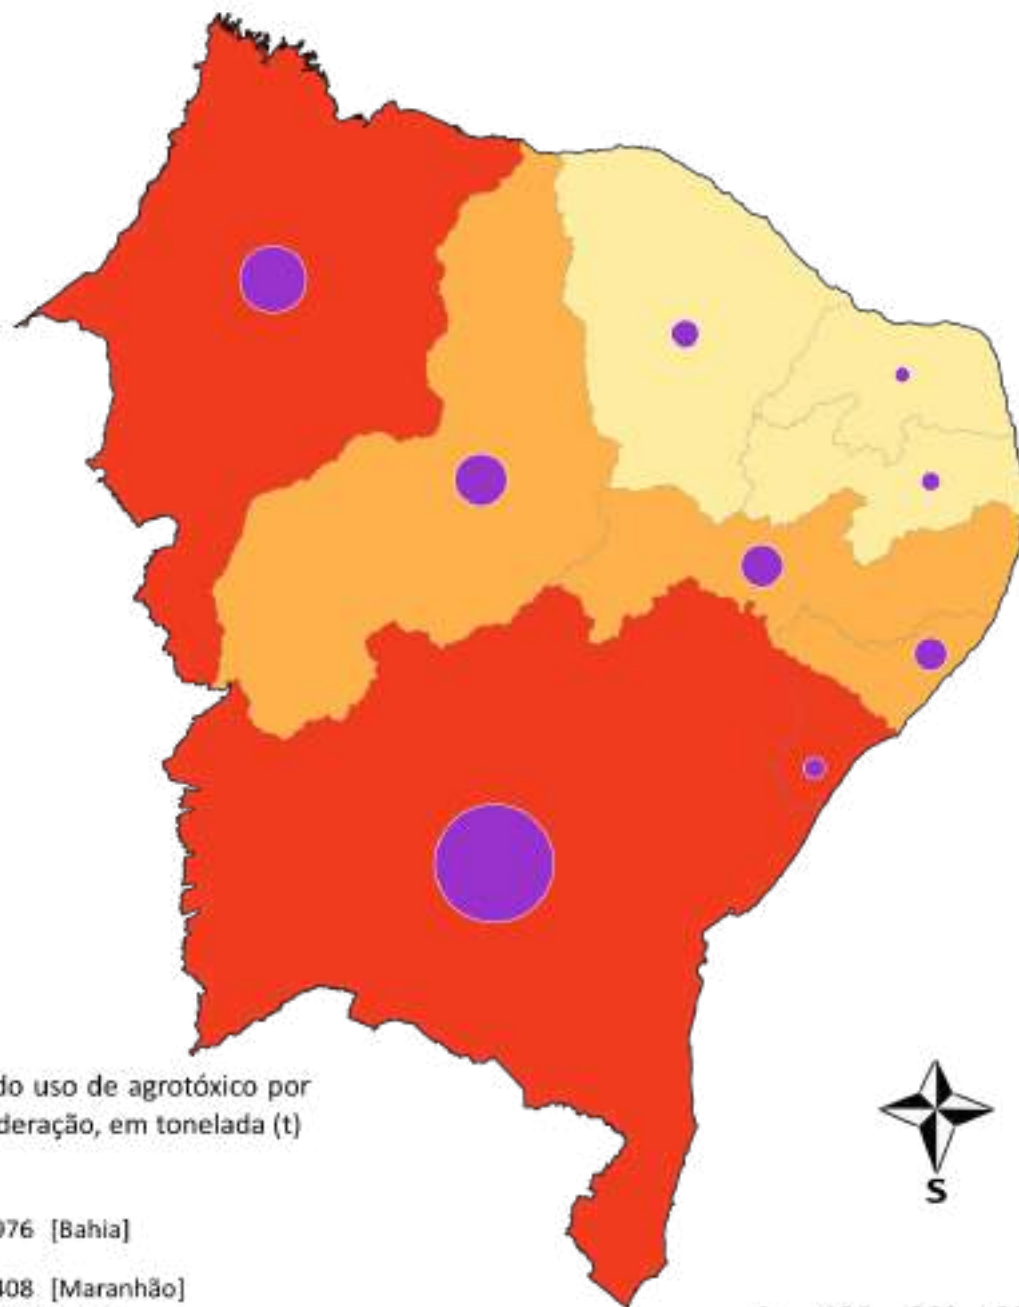 do uso de agrotóxico por
deração, em tonelada (t)
976 [Bahia]
408 [Maranhão]
S